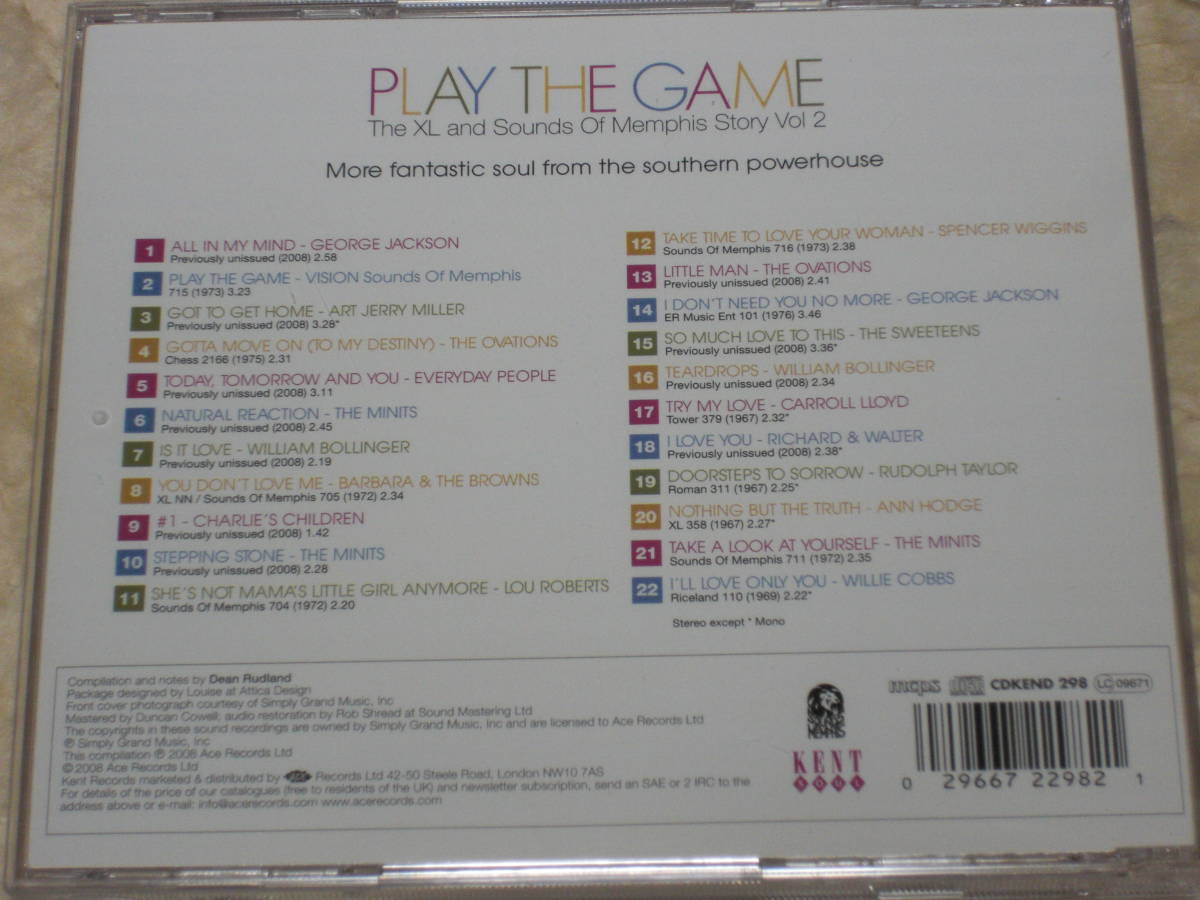 PLAY THE GAME
The XL and Sounds Of Memphis Story Vol 2
More fantastic soul from the southern powerhouse
1 ALL IN MY MIND - GEORGE JACKSON
Previously unissued (2008) 2.58
2 PLAY THE GAME - VISION Sounds Of Memphis
715 (1973) 3.23
3 GOT TO GET HOME - ART JERRY MILLER
Previously unissued (2008) 3.28*
4 GOTTA MOVE ON (TO MY DESTINY) - THE OVATIONS
Chess 2166 (1975) 2.31
5 TODAY, TOMORROW AND YOU - EVERYDAY PEOPLE
Previously unissued (2008) 3.11
6 NATURAL REACTION - THE MINITS
Previously unissued (2008) 2.45
7 IS IT LOVE - WILLIAM BOLLINGER
Previously unissued (2008) 2.19
8 YOU DON'T LOVE ME - BARBARA & THE BROWNS
XL NN / Sounds Of Memphis 705 (1972) 2.34
9 #1 - CHARLIE'S CHILDREN
Previously unissued (2008) 1.42
10 STEPPING STONE - THE MINITS
Previously unissued (2008) 2.28
11 SHE'S NOT MAMA'S LITTLE GIRL ANYMORE - LOU ROBERTS
Sounds Of Memphis 704 (1972) 2.20
12 TAKE TIME TO LOVE YOUR WOMAN - SPENCER WIGGINS
Sounds Of Memphis 716 (1973) 2.38
13 LITTLE MAN - THE OVATIONS
Previously unissued (2008) 2.41
14 I DON'T NEED YOU NO MORE - GEORGE JACKSON
ER Music Ent 101 (1976) 3.46
15 SO MUCH LOVE TO THIS - THE SWEETEENS
Previously unissued (2008) 3.36*
16 TEARDROPS - WILLIAM BOLLINGER
Previously unissued (2008) 2.34
17 TRY MY LOVE - CARROLL LLOYD
Tower 379 (1967) 2.32*
18 I LOVE YOU - RICHARD & WALTER
Previously unissued (2008) 2.38*
19 DOORSTEPS TO SORROW - RUDOLPH TAYLOR
Roman 311 (1967) 2.25*
20 NOTHING BUT THE TRUTH - ANN HODGE
XL 358 (1967) 2.27*
21 TAKE A LOOK AT YOURSELF - THE MINITS
Sounds Of Memphis 711 (1972) 2.35
22 I'LL LOVE ONLY YOU - WILLIE COBBS
Riceland 110 (1969) 2.22*
Stereo except * Mono
Compilation and notes by Dean Rudland
Package designed by Louise at Attica Design
Front cover photograph courtesy of Simply Grand Music, Inc
Mastered by Duncan Cowell; audio restoration by Rob Shread at Sound Mastering Ltd
The copyrights in these sound recordings are owned by Simply Grand Music, Inc and are licensed to Ace Records Ltd
℗ Simply Grand Music, Inc
This compilation ℗ 2008 Ace Records Ltd
© 2008 Ace Records Ltd
Kent Records marketed & distributed by ACE Records Ltd 42-50 Steele Road, London NW10 7AS
For details of the price of our catalogues (free to residents of the UK) and newsletter subscription, send an SAE or 2 IRC to the
address above or e-mail: info@acerecords.com www.acerecords.com
MEMPHIS
KENT
SOUL
mcps CDKEND 298 LC 09671
0 29667 22982 1